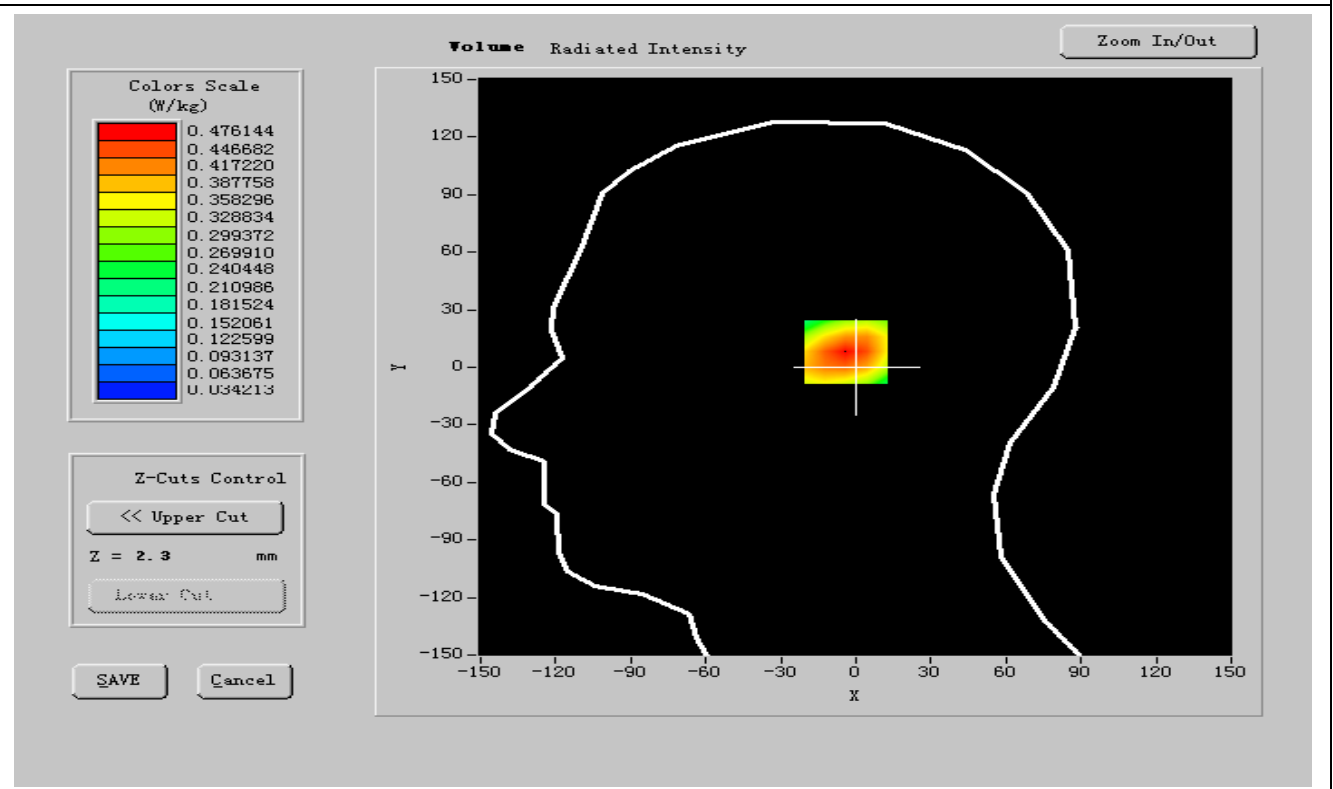 Volume Radiated Intensity
Zoom In/Out
Colors Scale
(W/kg)
0.476144
0.446682
0.417220
0.387758
0.358296
0.328834
0.299372
0.269910
0.240448
0.210986
0.181524
0.152061
0.122599
0.093137
0.063675
0.034213
Z-Cuts Control
<< Upper Cut
Z = 2.3 mm
Lower Cut
SAVE
Cancel
150
120
90
60
30
0
-30
-60
-90
-120
-150
Y
-150 -120 -90 -60 -30 0 30 60 90 120 150
X